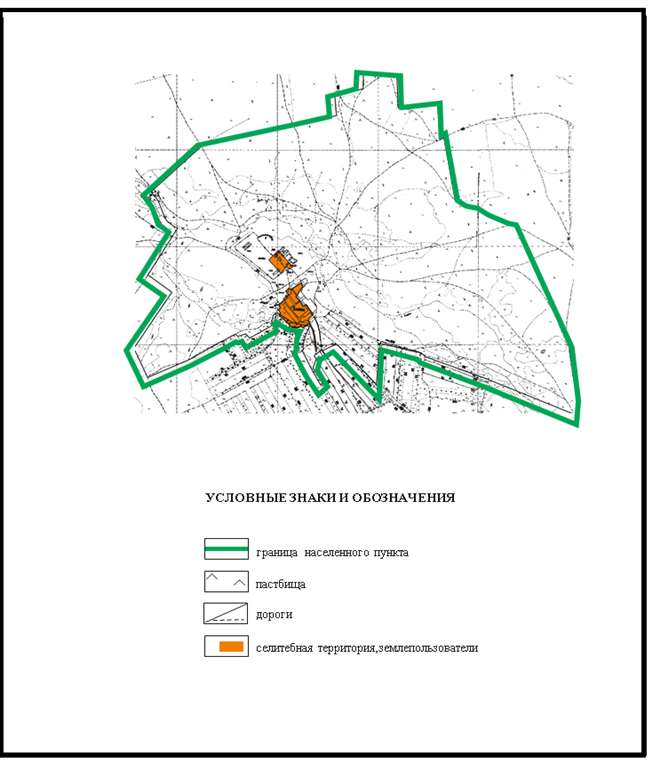 УСЛОВНЫЕ ЗНАКИ И ОБОЗНАЧЕНИЯ
граница населенного пункта
пастбища
дороги
селитебная территория,землепользователи